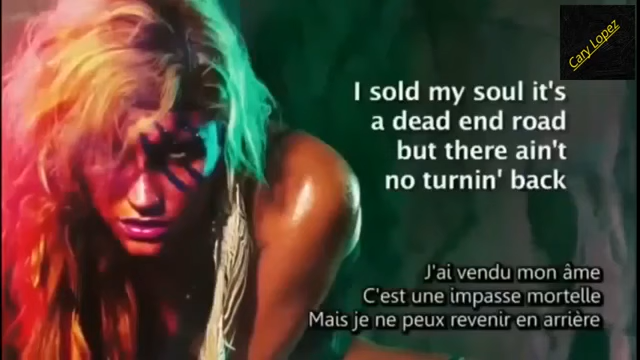 Cary Lopez
I sold my soul it's
a dead end road
but there ain't
no turnin' back
J'ai vendu mon âme
C'est une impasse mortelle
Mais je ne peux revenir en arrière